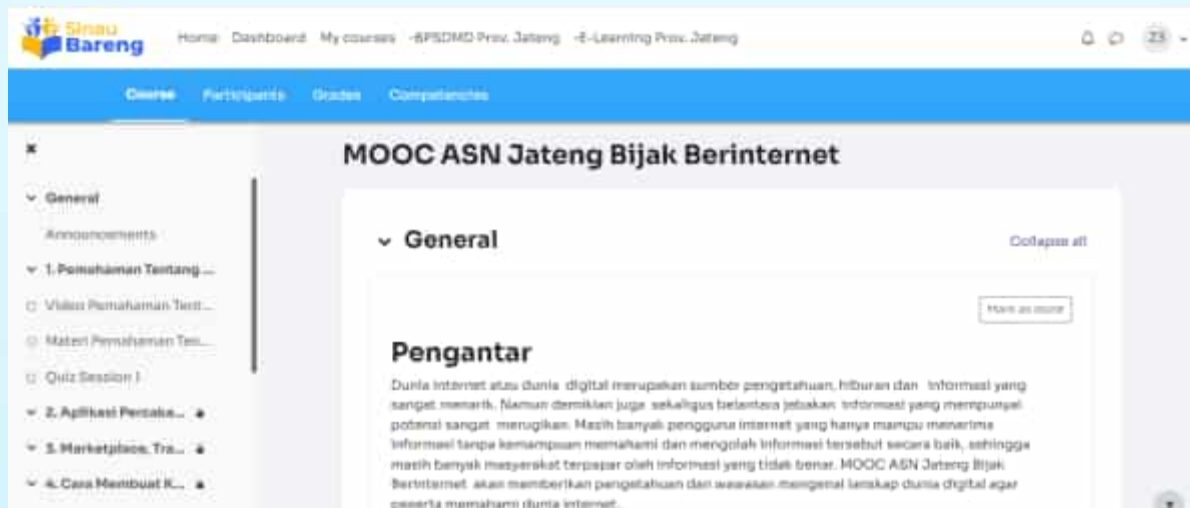 Sinau
Bareng
Home Dashboard My courses -BPSDMD Prov. Jateng -E-Learning Prov. Jateng
Course Participants Grades Competencies
MOOC ASN Jateng Bijak Berinternet
General
Announcements
1. Pemahaman Tentang ...
Video Pemahaman Tent...
Materi Pemahaman Ten...
Quiz Session 1
2. Aplikasi Percaka...
3. Marketplace, Tra...
4. Cara Membuat K...
General
Collapse all
Mark as done
Pengantar
Dunia internet atau dunia digital merupakan sumber pengetahuan, hiburan dan informasi yang
sangat menarik. Namun demikian juga sekaligus belantara jebakan informasi yang mempunyai
potensi sangat merugikan. Masih banyak pengguna internet yang hanya mampu menerima
informasi tanpa kemampuan memahami dan mengolah informasi tersebut secara baik, sehingga
masih banyak masyarakat terpapar oleh informasi yang tidak benar. MOOC ASN Jateng Bijak
Berinternet akan memberikan pengetahuan dan wawasan mengenai lanskap dunia digital agar
peserta memahami dunia internet.